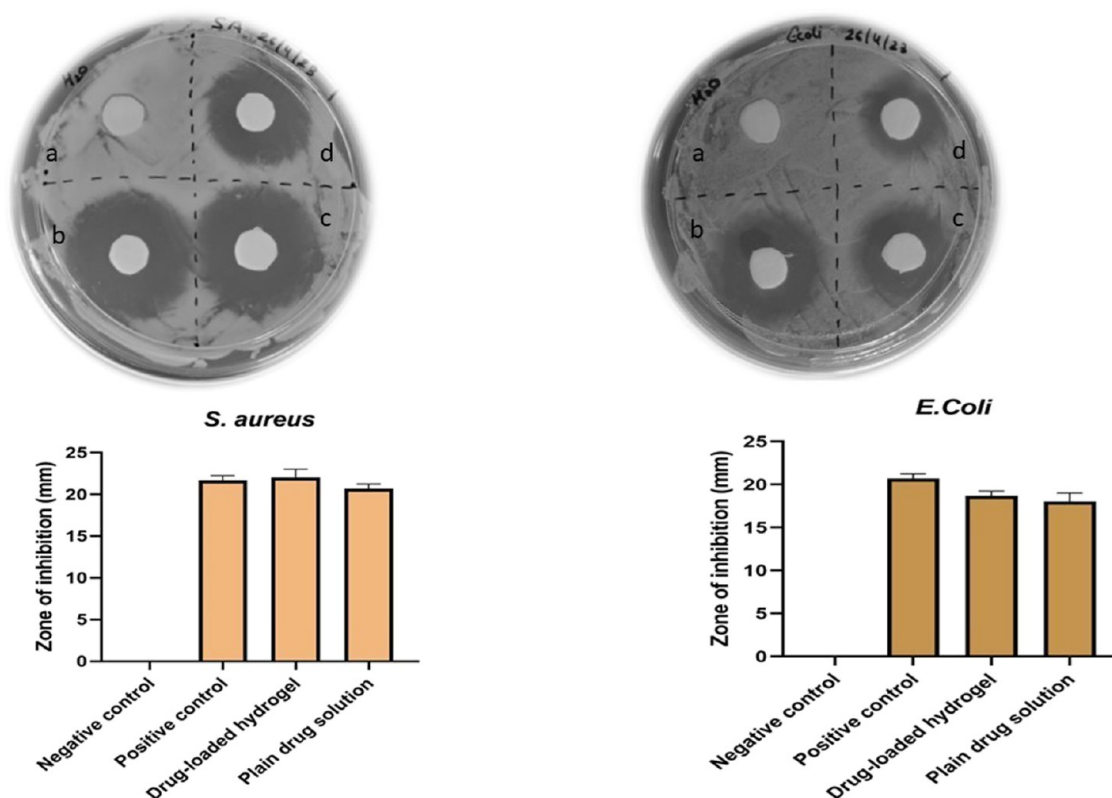 S.A. 26/4/23
H2O
a
d
b
c
Ecoli 26/4/23
H2O
a
d
b
c
S. aureus
Zone of inhibition (mm)
25
20
15
10
5
0
Negative control
Positive control
Drug-loaded hydrogel
Plain drug solution
E.Coli
Zone of inhibition (mm)
25
20
15
10
5
0
Negative control
Positive control
Drug-loaded hydrogel
Plain drug solution